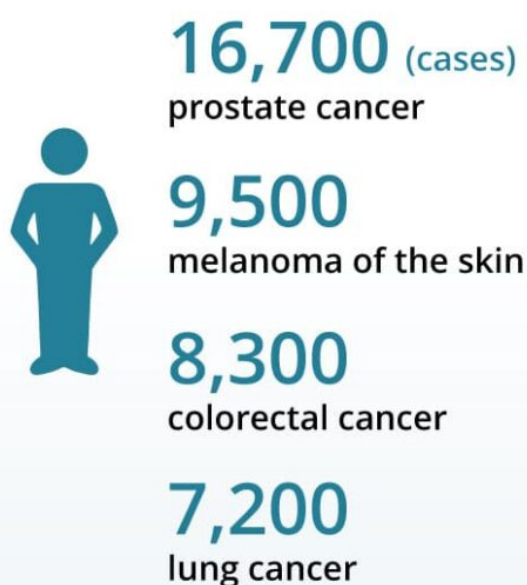 16,700 (cases)
prostate cancer
9,500
melanoma of the skin
8,300
colorectal cancer
7,200
lung cancer